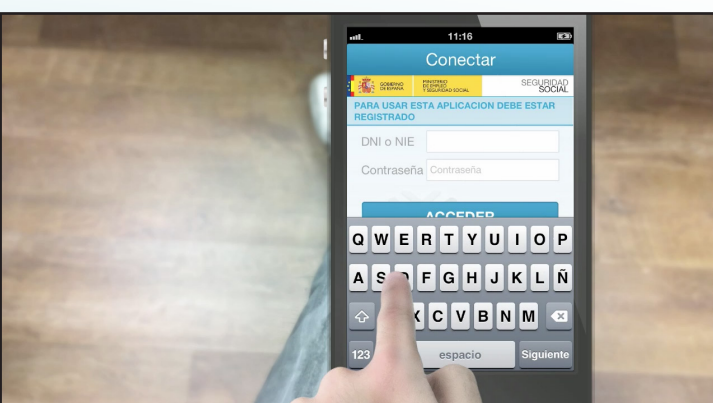 11:16
Conectar
GOBIERNO
DE ESPAÑA
MINISTERIO
DE EMPLEO
Y SEGURIDAD SOCIAL
SEGURIDAD
SOCIAL
PARA USAR ESTA APLICACION DEBE ESTAR
REGISTRADO
DNI o NIE
Contraseña Contraseña
ACCEDER
Q W E R T Y U I O P
A S D F G H J K L Ñ
X C V B N M
123 espacio Siguiente